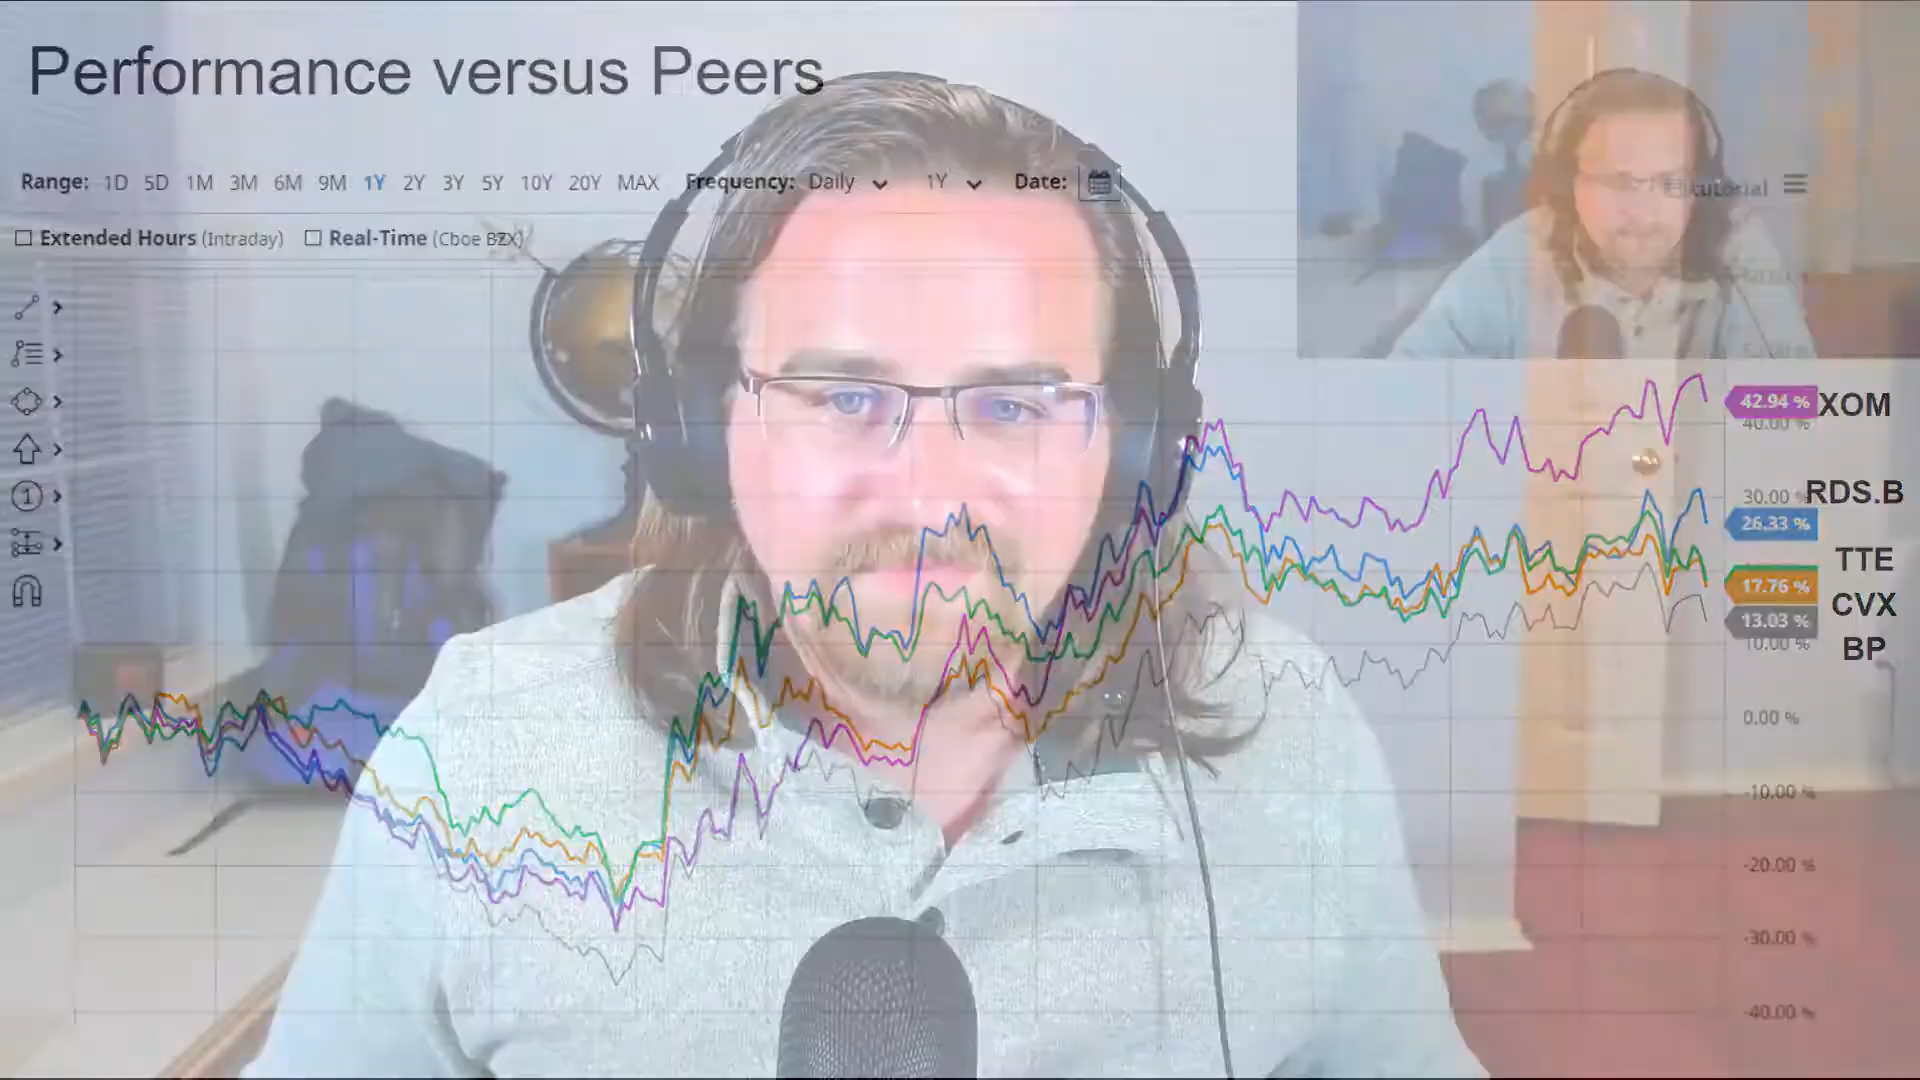 Performance versus Peers
Range: 1D 5D 1M 3M 6M 9M 1Y 2Y 3Y 5Y 10Y 20Y MAX Frequency: Daily 1Y Date:
Tutorial
Extended Hours (Intraday) Real-Time (Cboe BZX)
1
42.94 % XOM
40.00 %
30.00 % RDS.B
26.33 %
TTE
17.76 %
CVX
13.03 %
10.00 %
BP
0.00 %
-10.00 %
-20.00 %
-30.00 %
-40.00 %